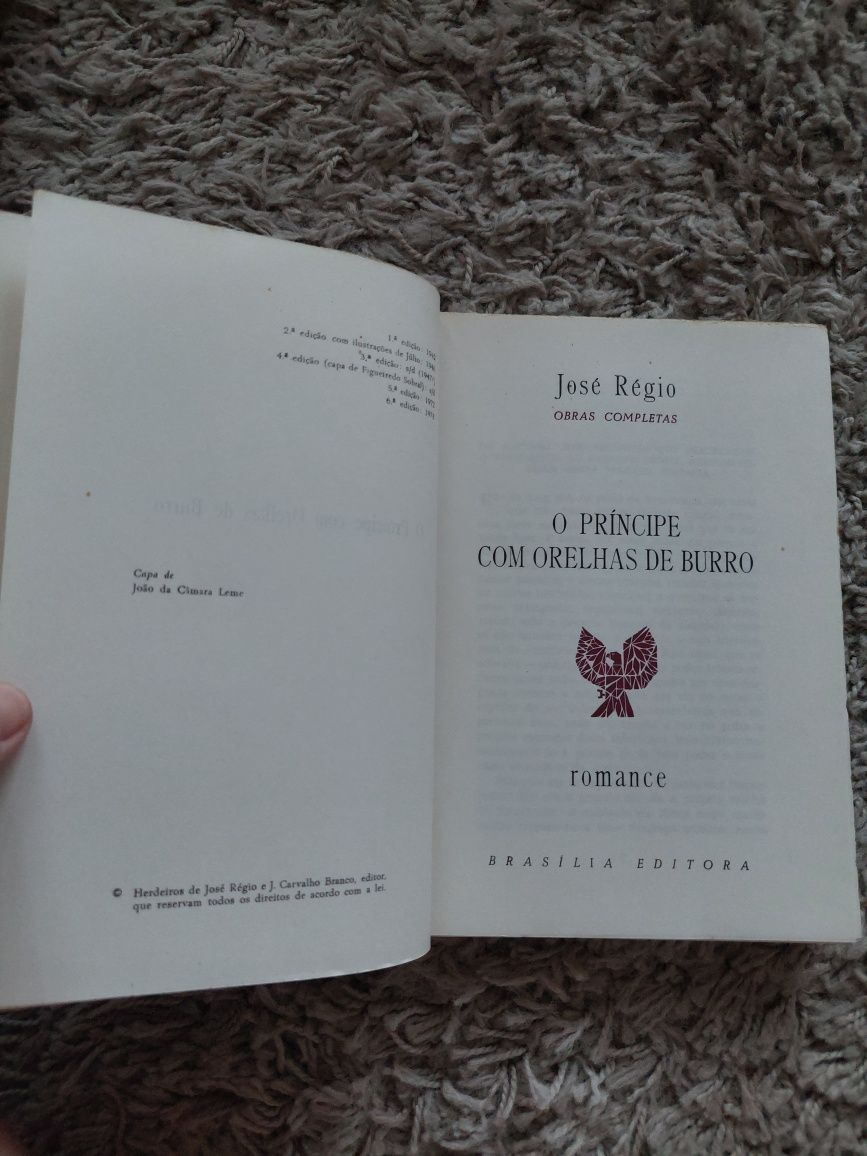 1.ª edição: 1942
2.ª edição com ilustrações de Júlio: 1946
3.ª edição: s/d (1947)
4.ª edição (capa de Figueiredo Sobral): s/d
5.ª edição: 1971
6.ª edição:
Capa de
João da Câmara Leme
© Herdeiros de José Régio e J. Carvalho Branco, editor,
que reservam todos os direitos de acordo com a lei.
José Régio
OBRAS COMPLETAS
O PRÍNCIPE
COM ORELHAS DE BURRO
romance
BRASÍLIA EDITORA